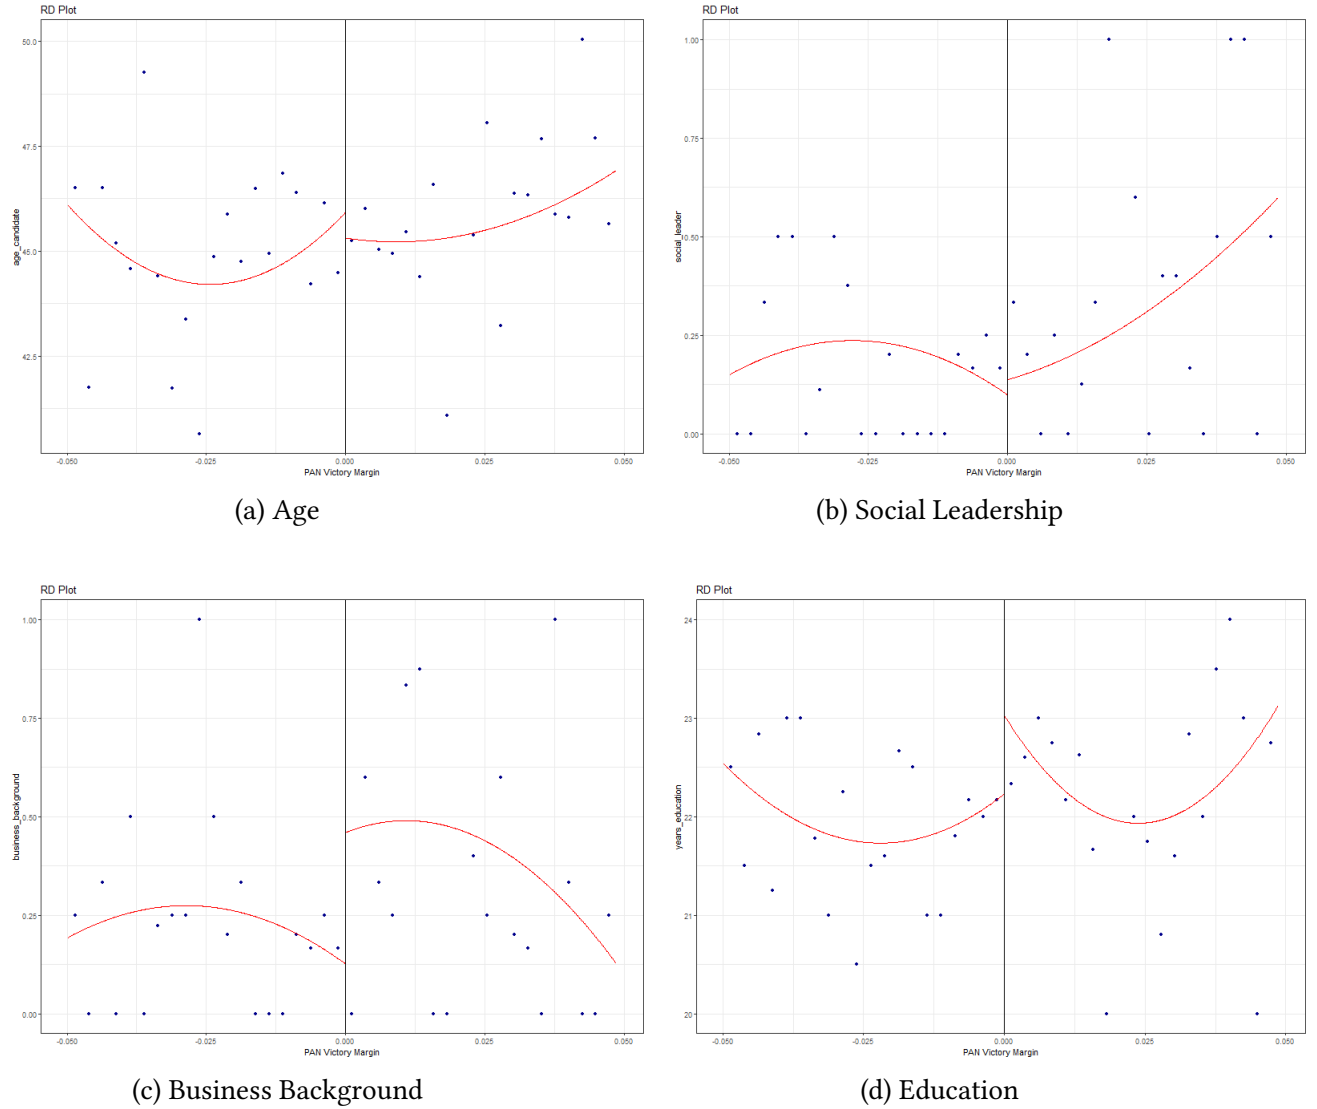 RD Plot
50.0
47.5
45.0
42.5
age_candidate
-0.050 -0.025 0.000 0.025 0.050
PAN Victory Margin
(a) Age
RD Plot
1.00
0.75
0.50
0.25
0.00
social_leader
-0.050 -0.025 0.000 0.025 0.050
PAN Victory Margin
(b) Social Leadership
RD Plot
1.00
0.75
0.50
0.25
0.00
business_background
-0.050 -0.025 0.000 0.025 0.050
PAN Victory Margin
(c) Business Background
RD Plot
24
23
22
21
20
years_education
-0.050 -0.025 0.000 0.025 0.050
PAN Victory Margin
(d) Education